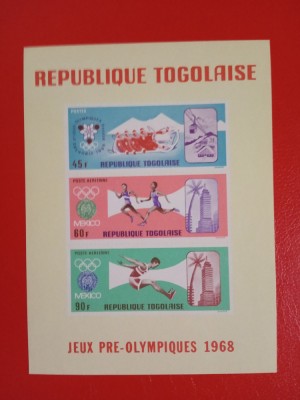 REPUBLIQUE TOGOLAISE
POSTES
45F
REPUBLIQUE TOGOLAISE
POSTE AERIENNE
MEXICO
60F
REPUBLIQUE TOGOLAISE
POSTE AERIENNE
MEXICO
90F
REPUBLIQUE TOGOLAISE
JEUX PRE-OLYMPIQUES 1968